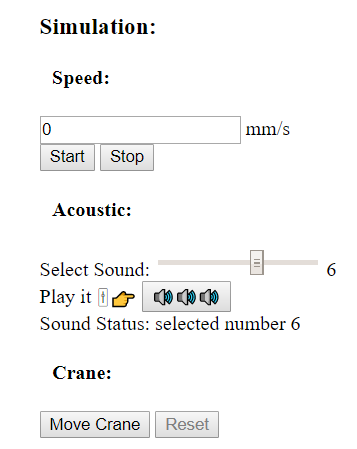 Simulation:
Speed:
0 mm/s
Start Stop
Acoustic:
Select Sound: 6
Play it
Sound Status: selected number 6
Crane:
Move Crane Reset